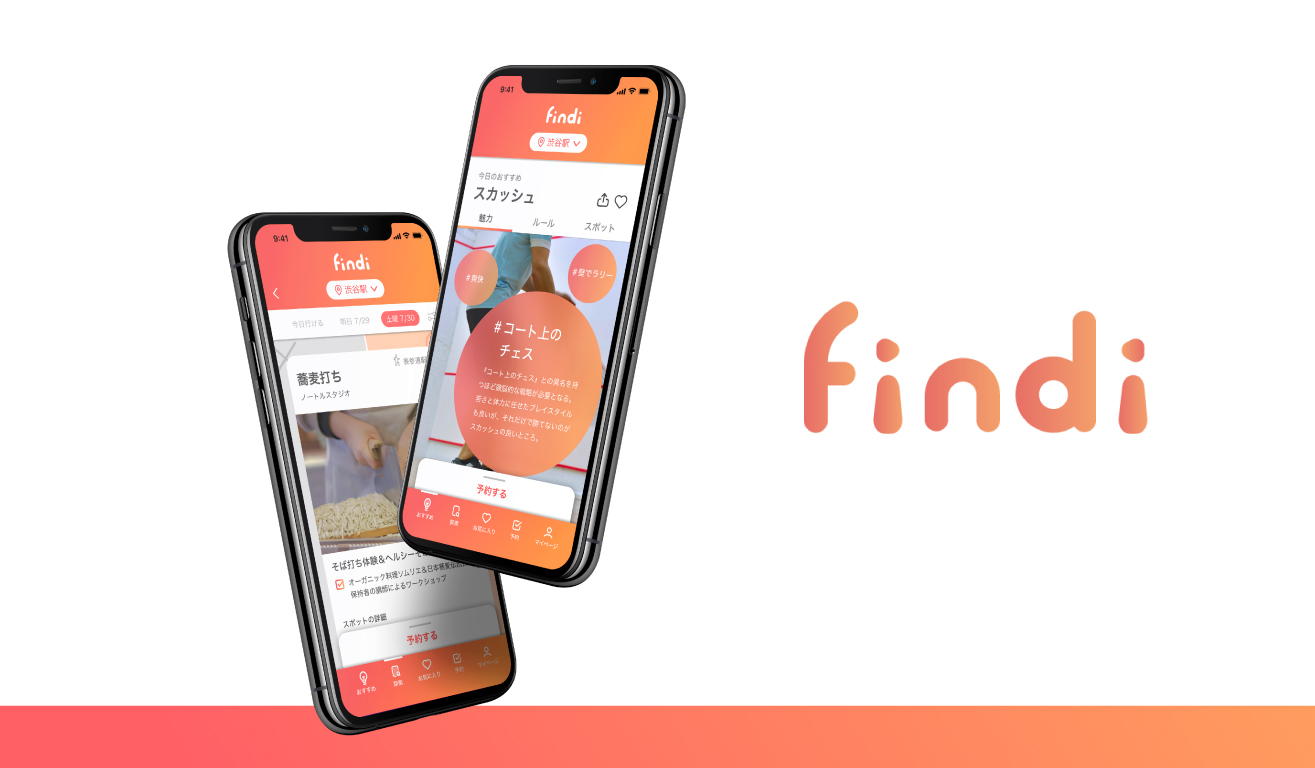 9:41
findi
渋谷駅
今日のおすすめ
スカッシュ
魅力
ルール
スポット
#爽快
#壁でラリー
#コート上の
チェス
『コート上のチェス』との異名を持
つほど頭脳的な戦略が必要となる。
若さと体力に任せたプレイスタイル
も良いが、それだけで勝てないのが
スカッシュの良いところ。
予約する
おすすめ
探索
お気に入り
予約
マイページ
9:41
findi
渋谷駅
今日行ける
明日 7/29
土曜 7/30
蕎麦打ち
ノートルスタジオ
そば打ち体験&ヘルシーそ
オーガニック料理ソムリエ&日本蕎麦伝
保持者の講師によるワークショップ
スポットの詳細
予約する
おすすめ
探索
お気に入り
予約
マイページ
findi